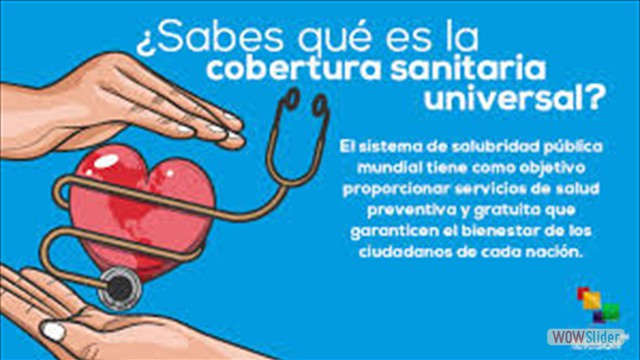 ¿Sabes qué es la
cobertura sanitaria
universal?
El sistema de salubridad pública
mundial tiene como objetivo
proporcionar servicios de salud
preventiva y gratuita que
garanticen el bienestar de los
ciudadanos de cada nación.
WOWSlider